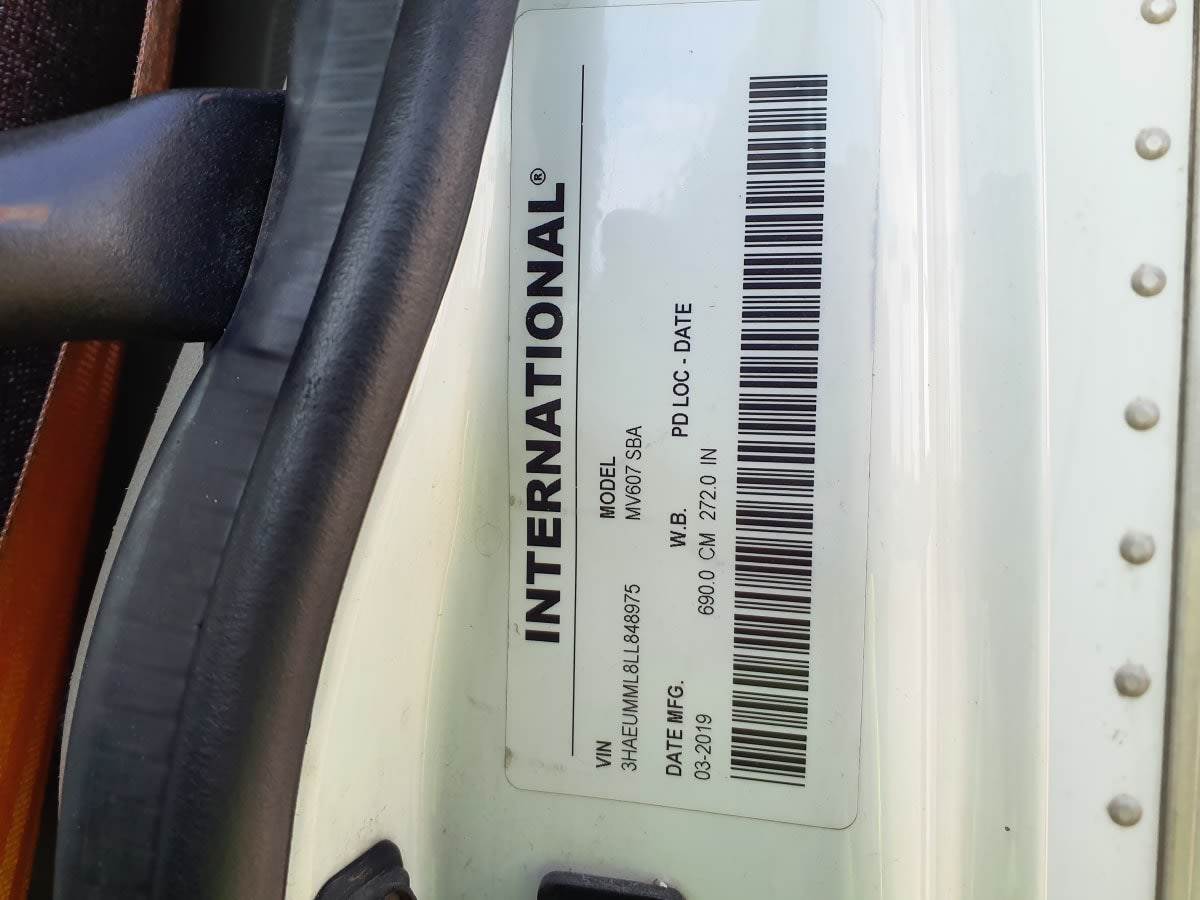 INTERNATIONAL®
VIN MODEL
3HAEUMML8LL848975 MV607 SBA
DATE MFG. W.B. PD LOC - DATE
03-2019 690.0 CM 272.0 IN